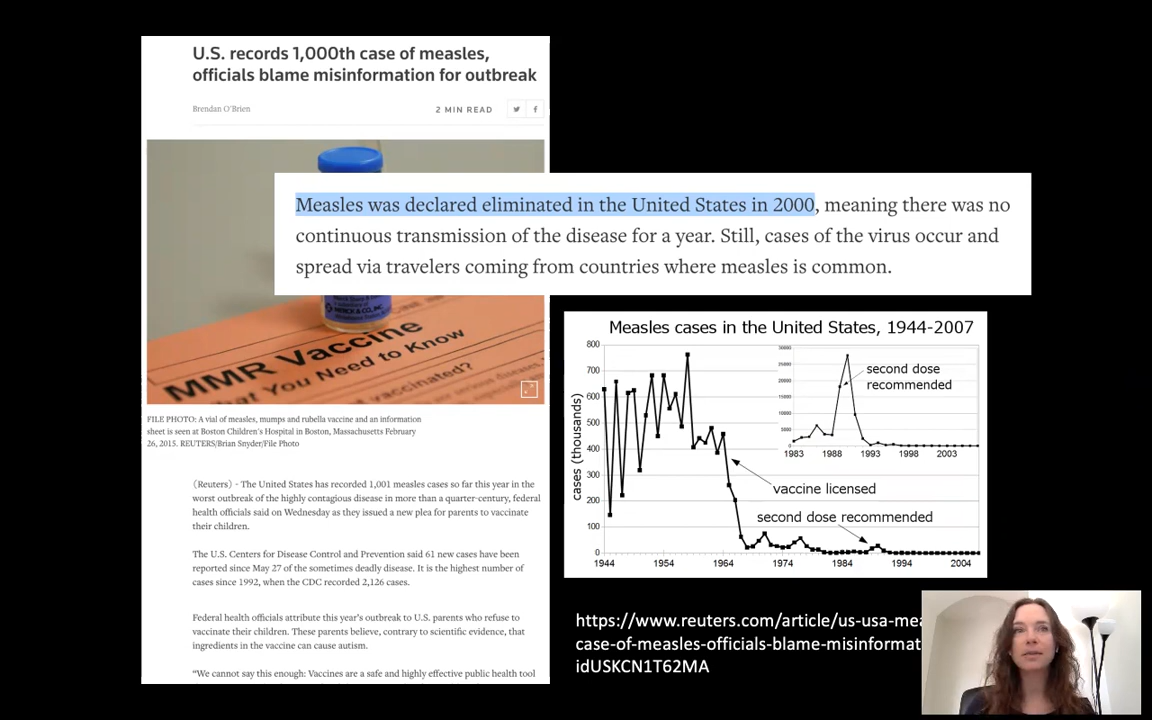 U.S. records 1,000th case of measles,
officials blame misinformation for outbreak
Brendan O'Brien
2 MIN READ
MERCK & CO., INC.
MMR Vaccine
What You Need to Know
vaccinated?
FILE PHOTO: A vial of measles, mumps and rubella vaccine and an information
sheet is seen at Boston Children's Hospital in Boston, Massachusetts February
26, 2015. REUTERS/Brian Snyder/File Photo
(Reuters) - The United States has recorded 1,001 measles cases so far this year in the
worst outbreak of the highly contagious disease in more than a quarter-century, federal
health officials said on Wednesday as they issued a new plea for parents to vaccinate
their children.
The U.S. Centers for Disease Control and Prevention said 61 new cases have been
reported since May 27 of the sometimes deadly disease. It is the highest number of
cases since 1992, when the CDC recorded 2,126 cases.
Federal health officials attribute this year's outbreak to U.S. parents who refuse to
vaccinate their children. These parents believe, contrary to scientific evidence, that
ingredients in the vaccine can cause autism.
"We cannot say this enough: Vaccines are a safe and highly effective public health tool
Measles was declared eliminated in the United States in 2000, meaning there was no
continuous transmission of the disease for a year. Still, cases of the virus occur and
spread via travelers coming from countries where measles is common.
Measles cases in the United States, 1944-2007
cases (thousands)
800
700
600
500
400
300
200
100
0
1944 1954 1964 1974 1984 1994 2004
30000
25000
20000
15000
10000
5000
0
1983 1988 1993 1998 2003
second dose
recommended
vaccine licensed
second dose recommended
https://www.reuters.com/article/us-usa-mea
case-of-measles-officials-blame-misinformat
idUSKCN1T62MA